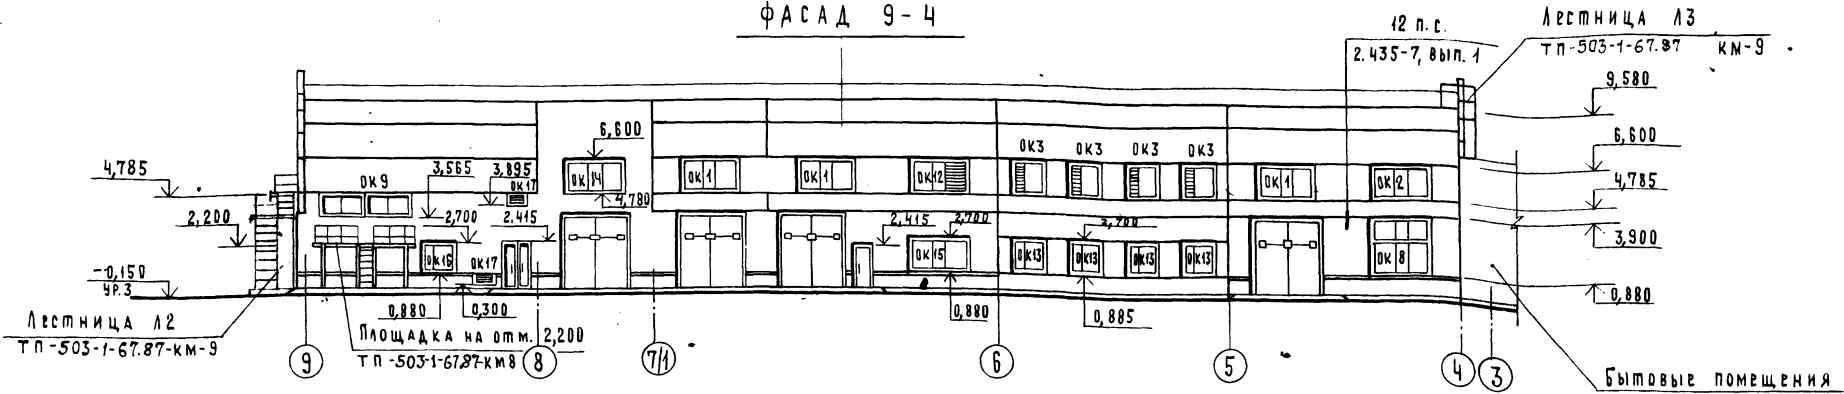 ФАСАД 9-4
12 п.с.
2.435-7, вып. 1
Лестница Л3
ТП-503-1-67.87 КМ-9
9,580
6,600
4,785
3,900
0,880
4,785
2,200
-0,150
УР.З
ОК9
3,565
3,895
ОК17
6,600
ОК14
4,780
ОК1
ОК1
ОК12
ОК3
ОК3
ОК3
ОК3
ОК1
ОК2
2,700
2.415
2.415
2,700
2,700
ОК16
ОК17
ОК15
ОК13
ОК13
ОК13
ОК13
ОК8
0,880
0,300
0,880
0,885
Лестница Л2
ТП-503-1-67.87-КМ-9
Площадка на отм. 2,200
ТП-503-1-67.87-КМ8
9
8
7/1
6
5
4
3
Бытовые помещения